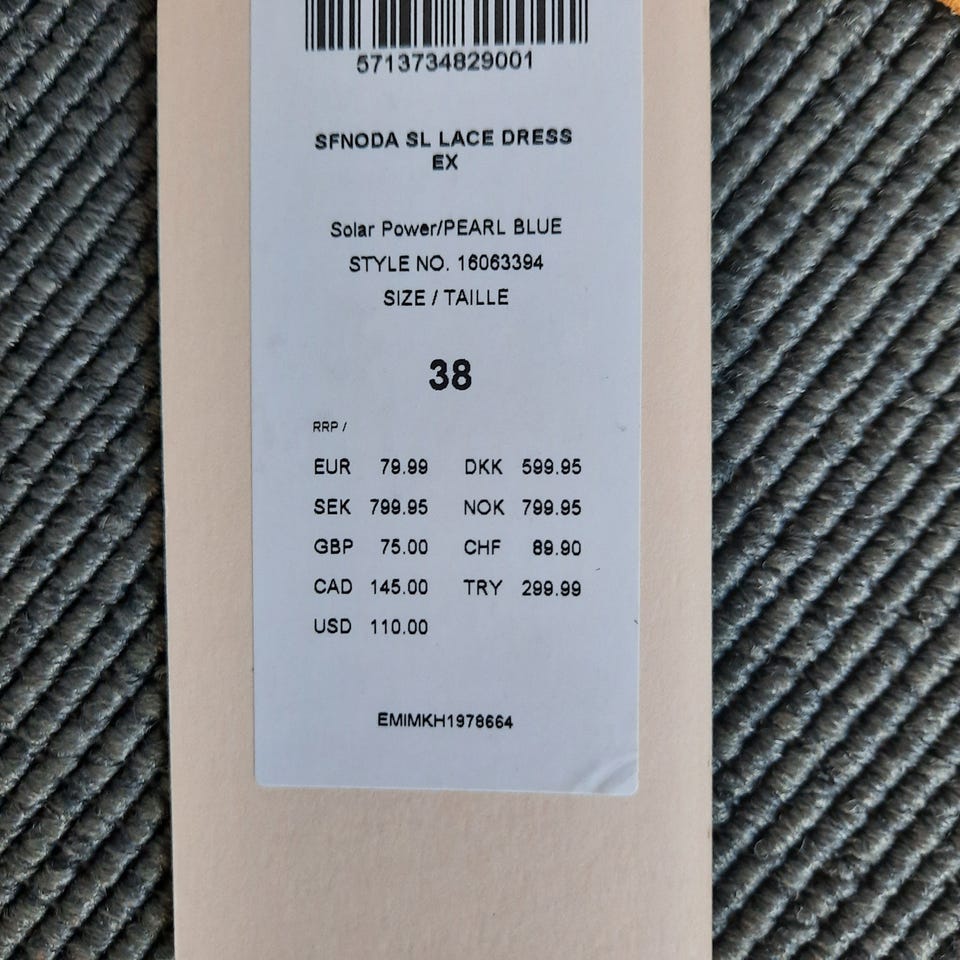 5713734829001
SFNODA SL LACE DRESS
EX
Solar Power/PEARL BLUE
STYLE NO. 16063394
SIZE / TAILLE
38
RRP /
EUR 79.99 DKK 599.95
SEK 799.95 NOK 799.95
GBP 75.00 CHF 89.90
CAD 145.00 TRY 299.99
USD 110.00
EMIMKH1978664